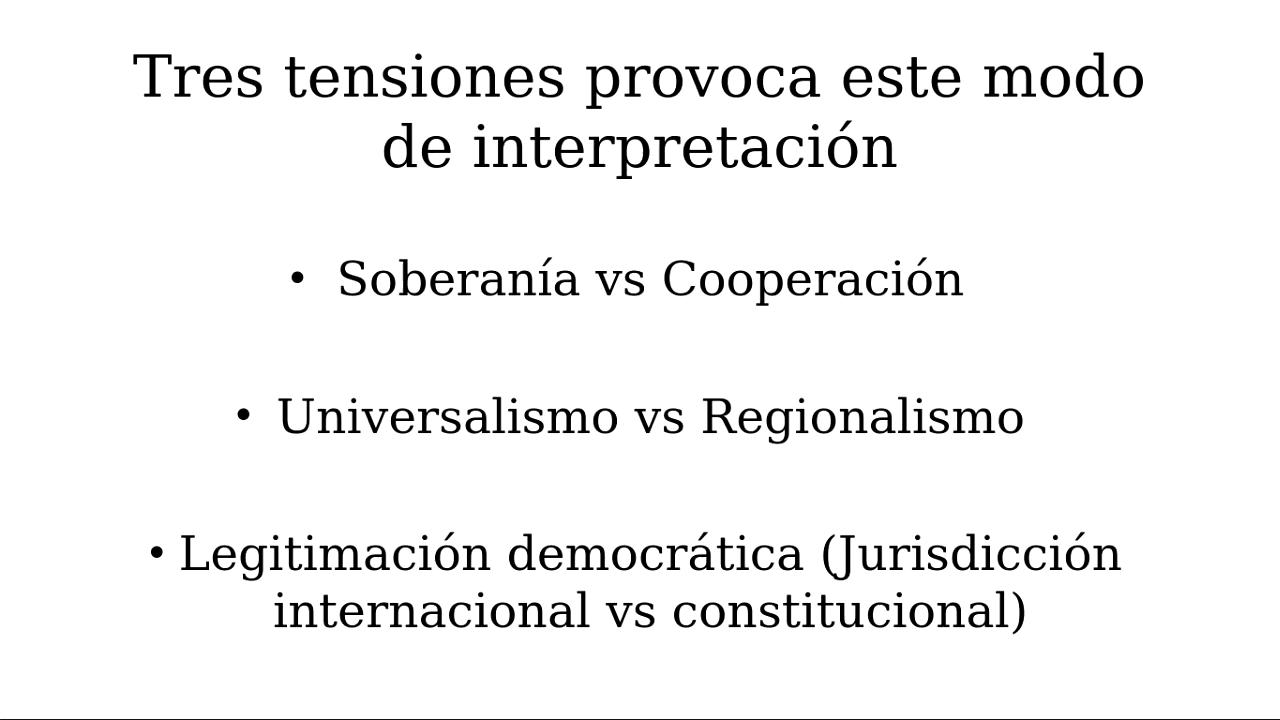 Tres tensiones provoca este modo
de interpretación
• Soberanía vs Cooperación
• Universalismo vs Regionalismo
• Legitimación democrática (Jurisdicción
internacional vs constitucional)